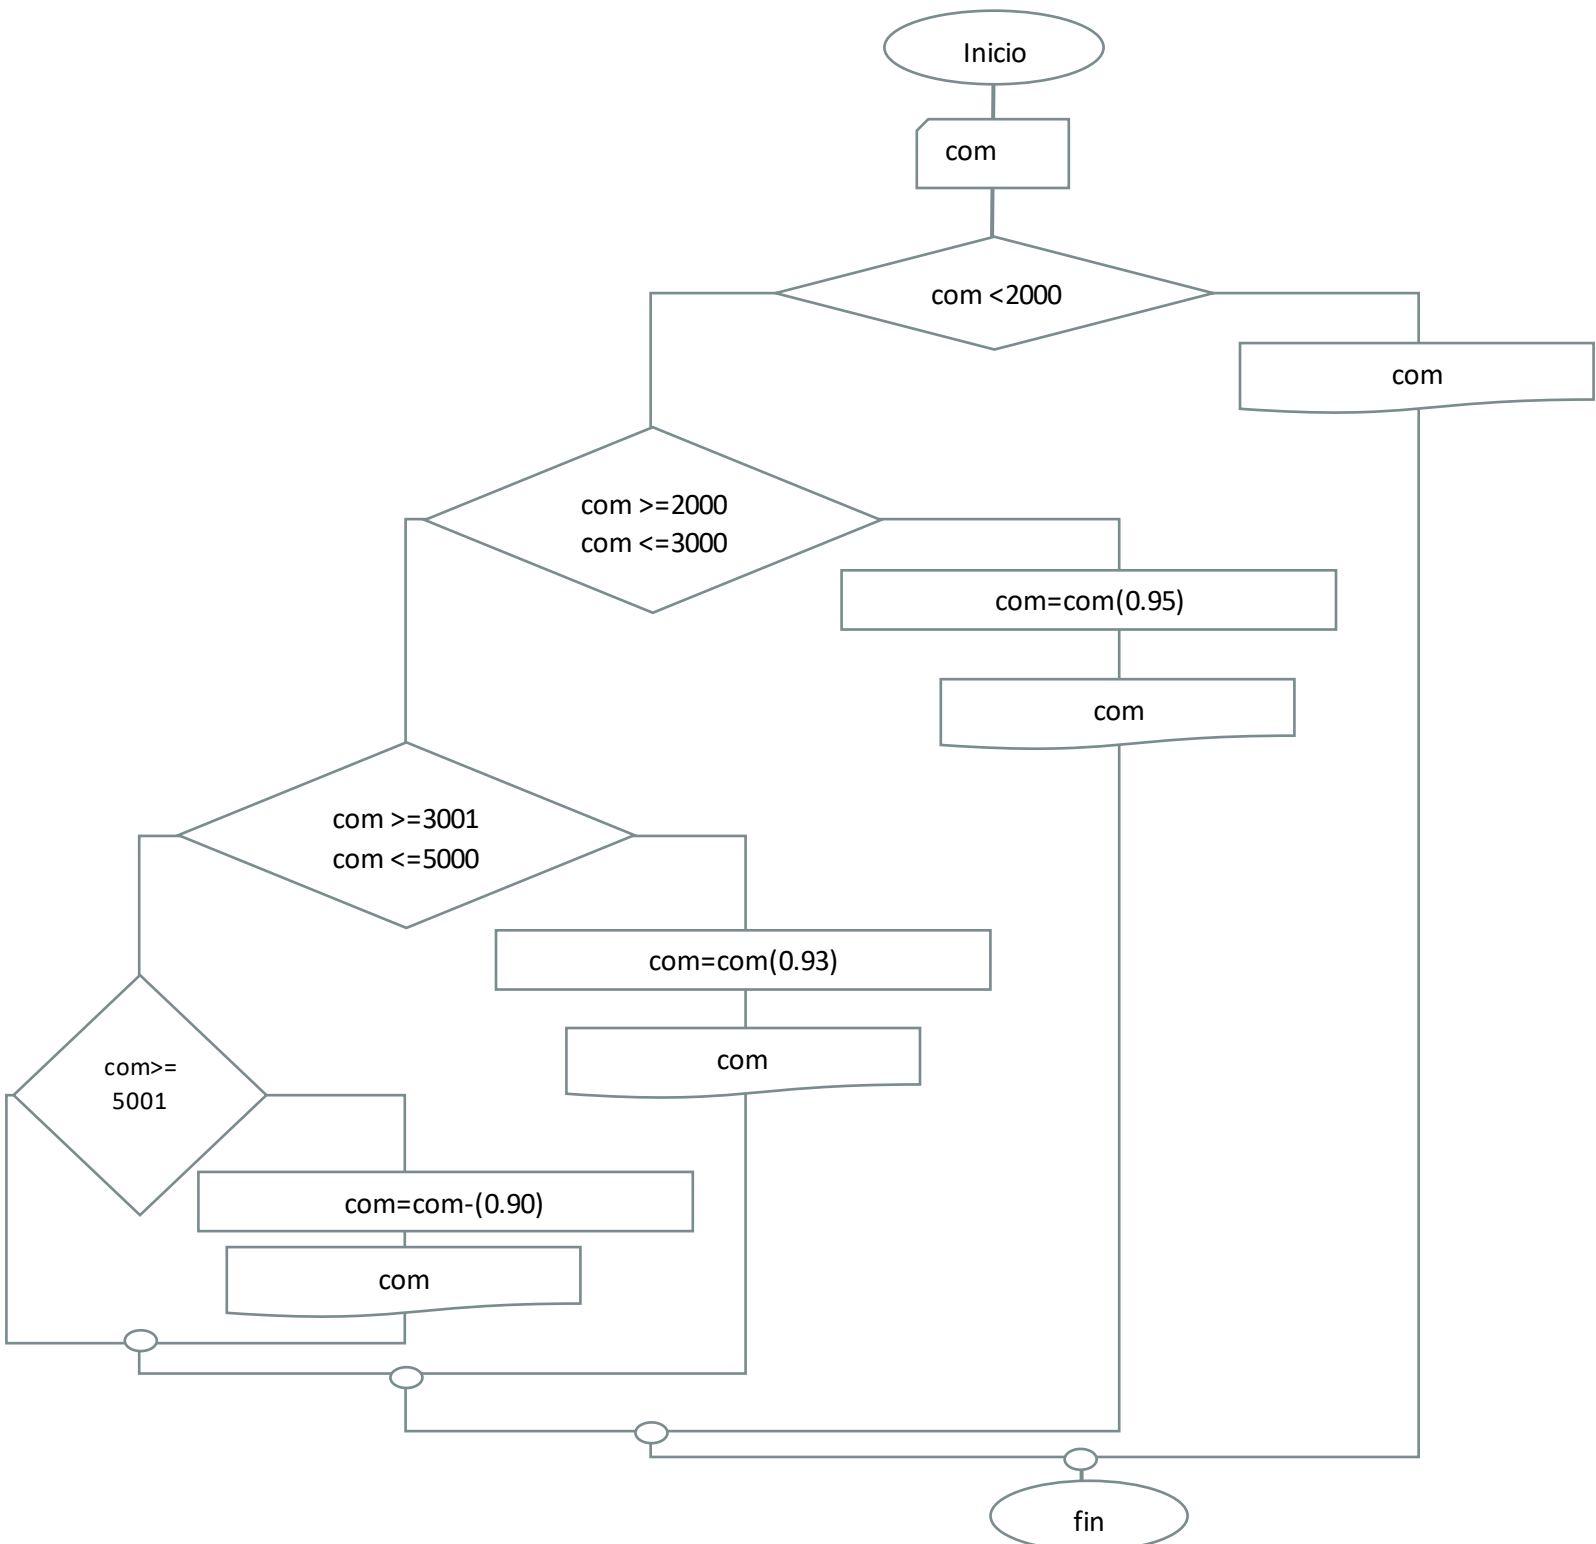 Inicio
com
com <2000
com
com >=2000
com <=3000
com=com(0.95)
com
com >=3001
com <=5000
com=com(0.93)
com
com>=
5001
com=com-(0.90)
com
fin